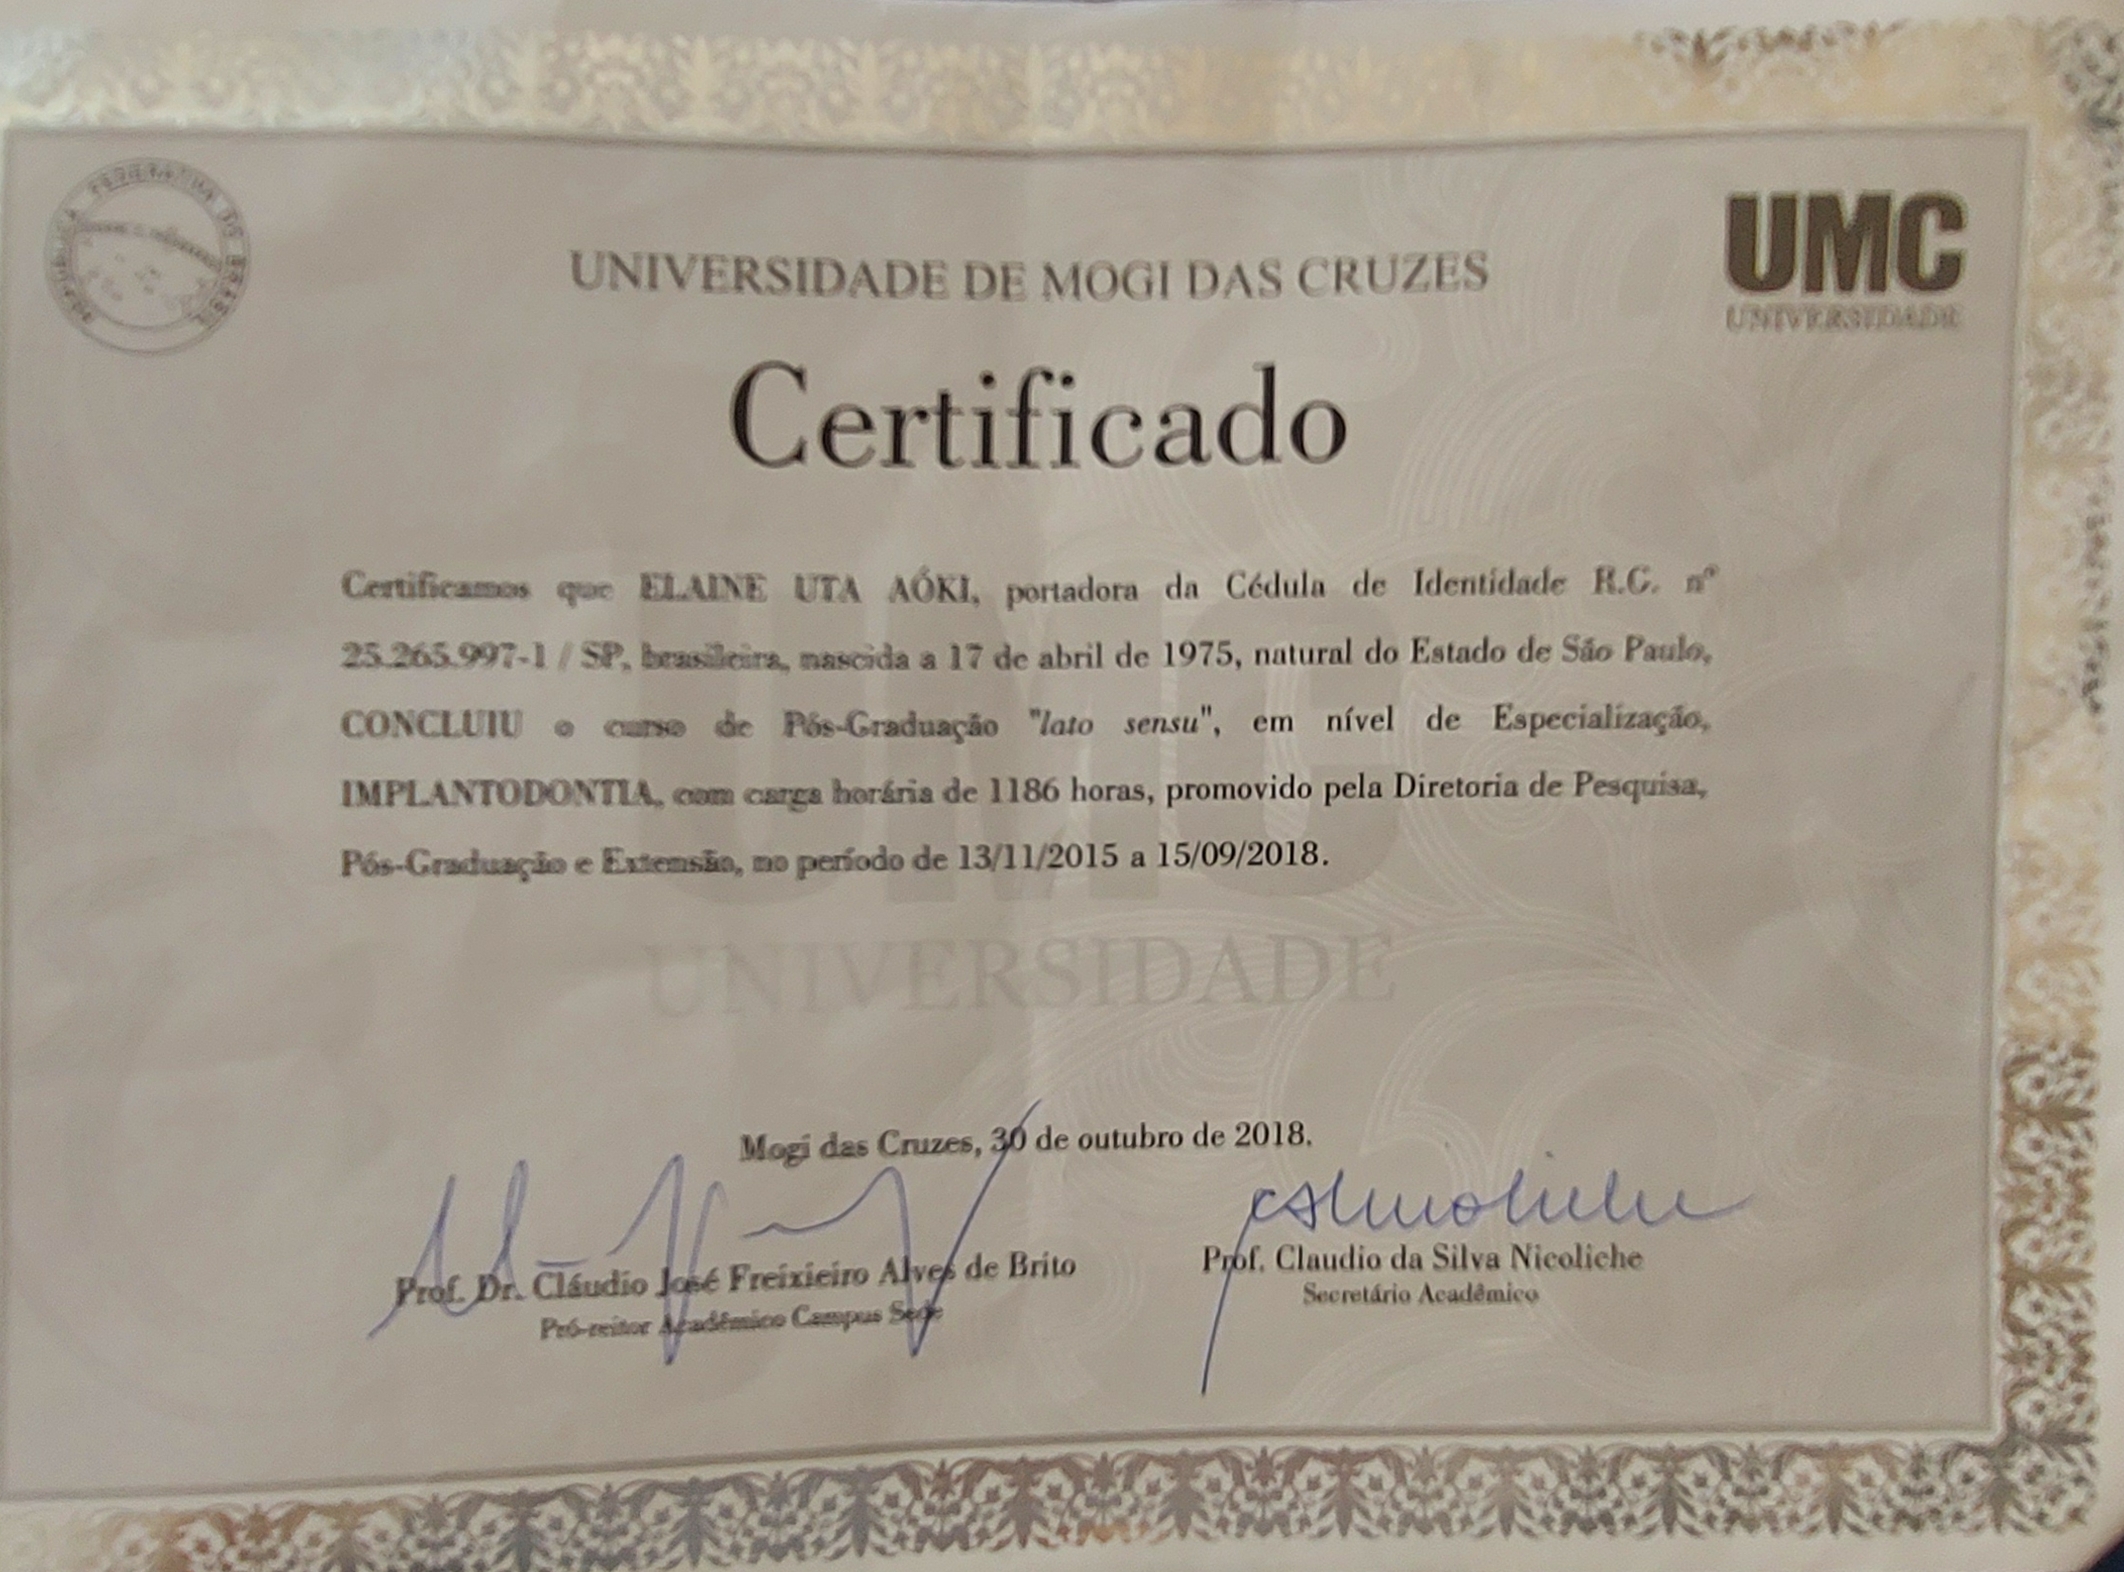 REPÚBLICA FEDERATIVA DO BRASIL
UMC
UNIVERSIDADE
UNIVERSIDADE DE MOGI DAS CRUZES
Certificado
Certificamos que ELAINE UTA AÓKI, portadora da Cédula de Identidade R.G. nº
25.265.997-1 / SP, brasileira, nascida a 17 de abril de 1975, natural do Estado de São Paulo,
CONCLUIU o curso de Pós-Graduação "lato sensu", em nível de Especialização,
IMPLANTODONTIA, com carga horária de 1186 horas, promovido pela Diretoria de Pesquisa,
Pós-Graduação e Extensão, no período de 13/11/2015 a 15/09/2018.
UMC
UNIVERSIDADE
Mogi das Cruzes, 30 de outubro de 2018.
Prof. Dr. Cláudio José Freixieiro Alves de Brito
Pró-reitor Acadêmico Campus Sede
Prof. Claudio da Silva Nicoliche
Secretário Acadêmico